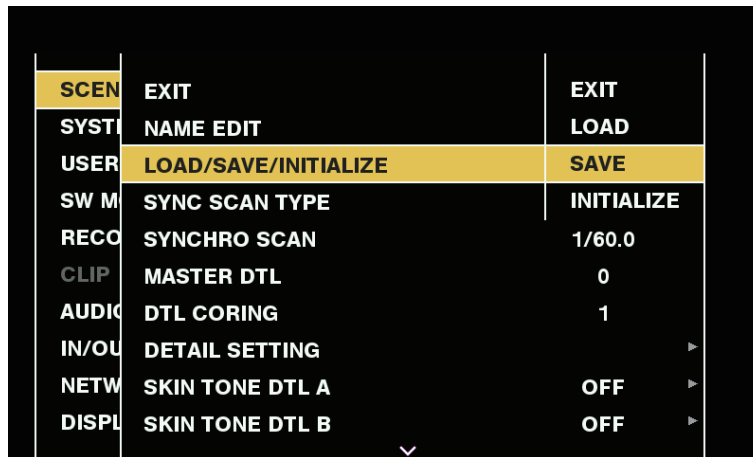 SCEN EXIT EXIT
SYSTE NAME EDIT LOAD
USER LOAD/SAVE/INITIALIZE SAVE
SW M SYNC SCAN TYPE INITIALIZE
RECO SYNCHRO SCAN 1/60.0
CLIP MASTER DTL 0
AUDIO DTL CORING 1
IN/OU DETAIL SETTING
NETW SKIN TONE DTL A OFF
DISPL SKIN TONE DTL B OFF